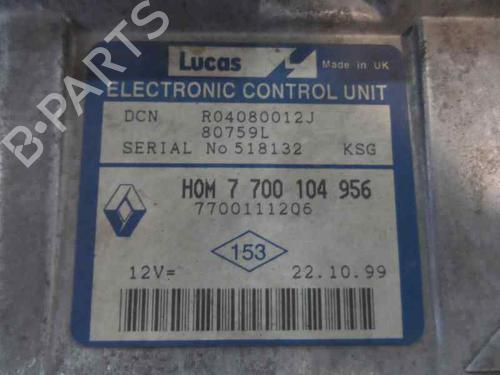 B-PARTS
Lucas
Made in UK
ELECTRONIC CONTROL UNIT
DCN R04080012J
80759L
SERIAL No 518132 KSG
HOM 7 700 104 956
7700111206
153
12V= 22.10.99